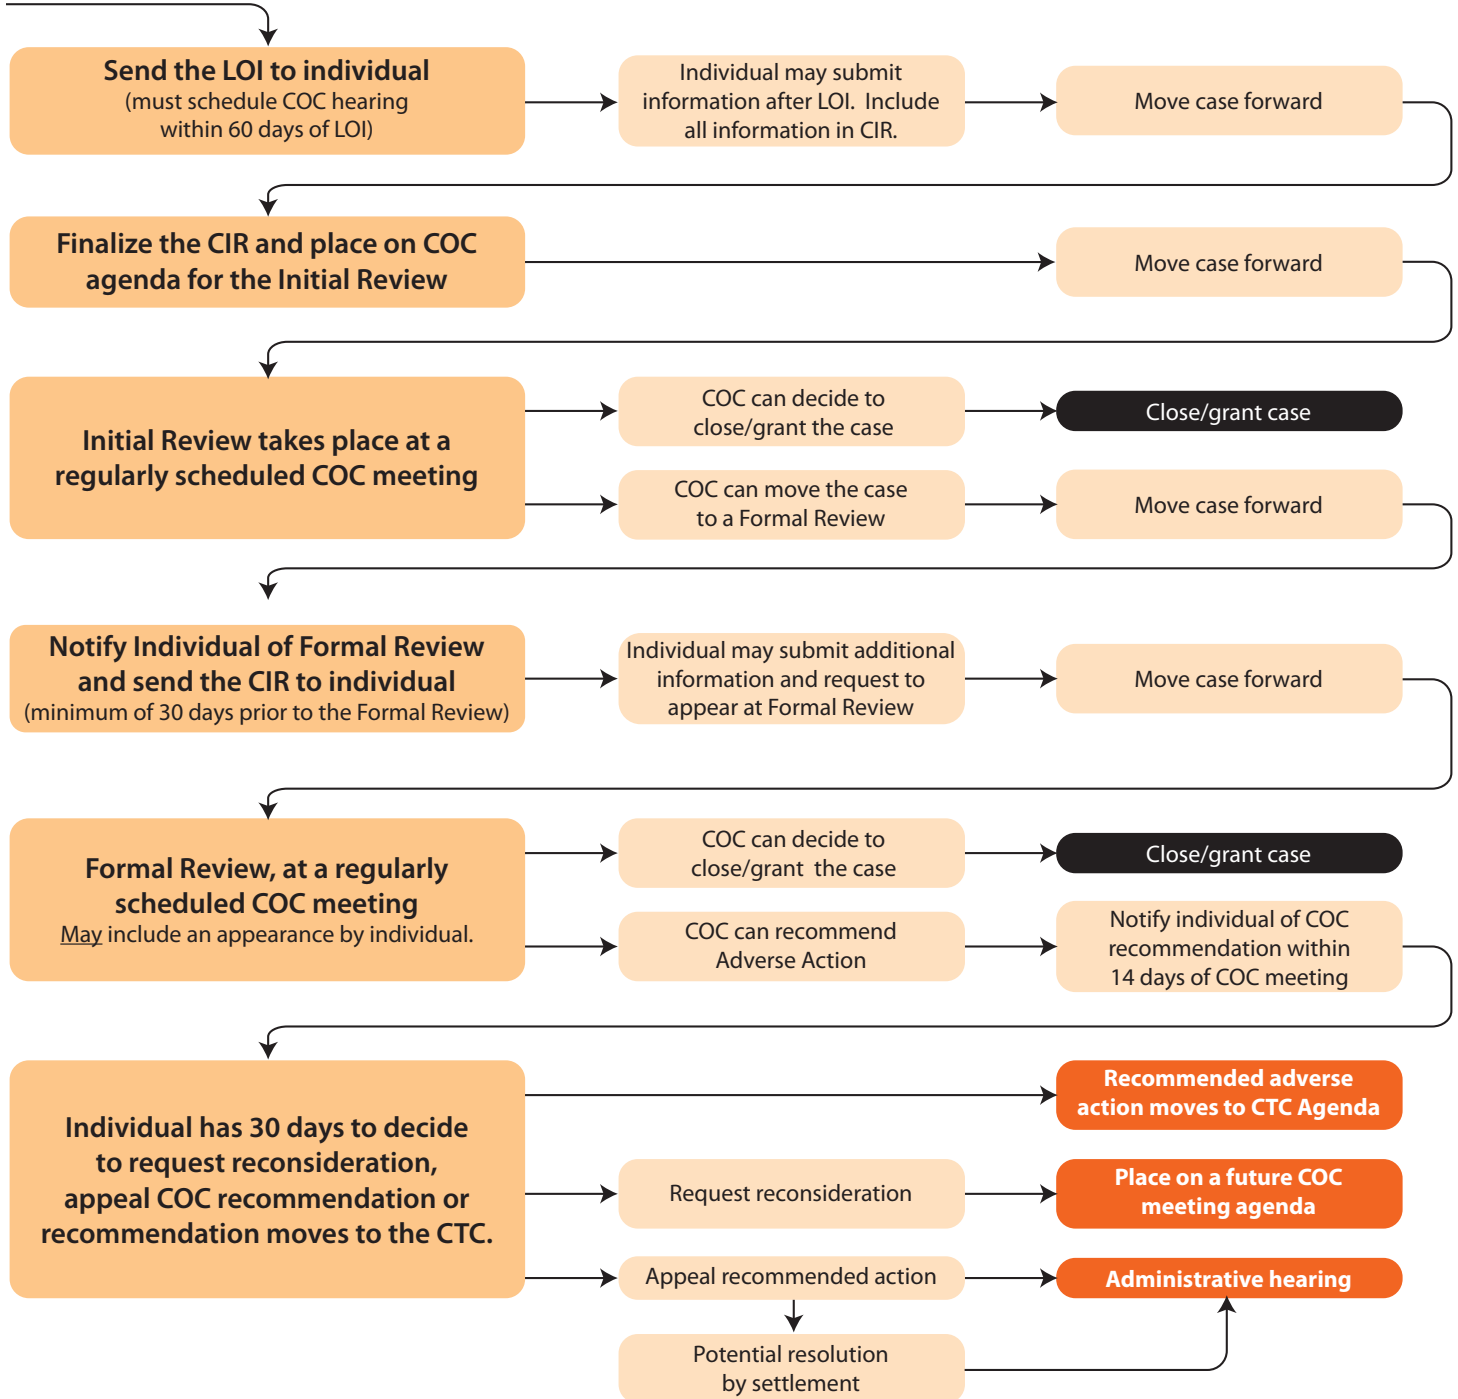 Send the LOI to individual
(must schedule COC hearing
within 60 days of LOI)
Individual may submit
information after LOI.  Include
all information in CIR.
Move case forward
Finalize the CIR and place on COC
agenda for the Initial Review
Move case forward
Initial Review takes place at a
regularly scheduled COC meeting
COC can decide to
close/grant the case
Close/grant case
COC can move the case
to a Formal Review
Move case forward
Notify Individual of Formal Review
and send the CIR to individual
(minimum of 30 days prior to the Formal Review)
Individual may submit additional
information and request to
appear at Formal Review
Move case forward
Formal Review, at a regularly
scheduled COC meeting
May include an appearance by individual.
COC can decide to
close/grant  the case
Close/grant case
COC can recommend
Adverse Action
Notify individual of COC
recommendation within
14 days of COC meeting
Individual has 30 days to decide
to request reconsideration,
appeal COC recommendation or
recommendation moves to the CTC.
Recommended adverse
action moves to CTC Agenda
Request reconsideration
Place on a future COC
meeting agenda
Appeal recommended action
Administrative hearing
Potential resolution
by settlement